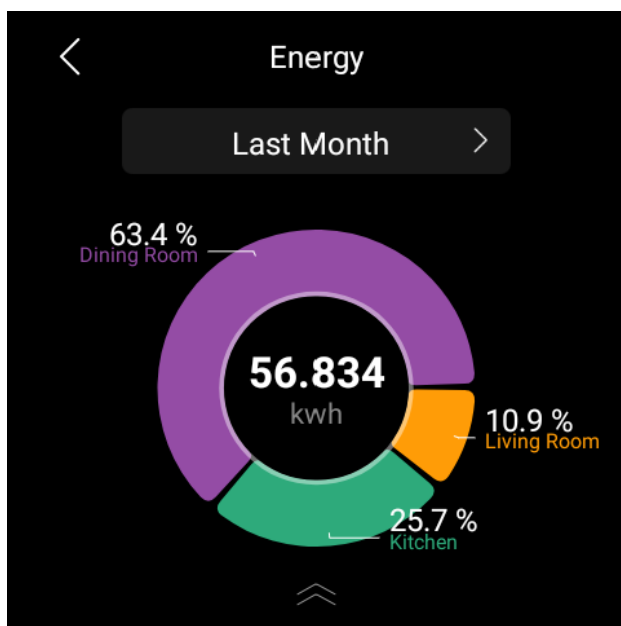 Energy
Last Month
63.4 %
Dining Room
56.834
kwh
10.9 %
Living Room
25.7 %
Kitchen